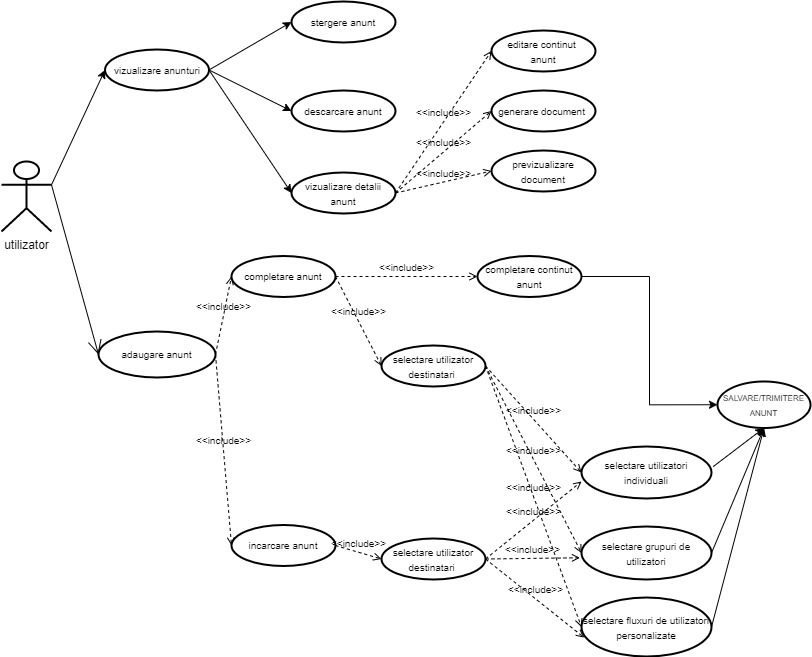 stergere anunt
editare continut
anunt
vizualizare anunturi
descarcare anunt
<<include>>
generare document
<<include>>
<<include>>
previzualizare
document
vizualizare detalii
anunt
utilizator
completare anunt
<<include>>
completare continut
anunt
<<include>>
<<include>>
adaugare anunt
selectare utilizator
destinatari
SALVARE/TRIMITERE
ANUNT
<<include>>
<<include>>
<<include>>
selectare utilizatori
individuali
<<include>>
<<include>>
incarcare anunt
<<include>>
selectare utilizator
destinatari
<<include>>
selectare grupuri de
utilizatori
<<include>>
selectare fluxuri de utilizatori
personalizate